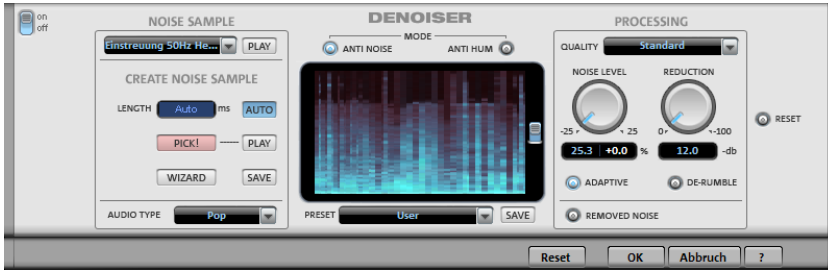 on
off
NOISE SAMPLE
Einstreuung 50Hz He...
PLAY
CREATE NOISE SAMPLE
LENGTH Auto ms AUTO
PICK! PLAY
WIZARD SAVE
AUDIO TYPE Pop
DENOISER
MODE
ANTI NOISE ANTI HUM
PRESET User SAVE
PROCESSING
QUALITY Standard
NOISE LEVEL REDUCTION
-25 25 0 -100
25.3 +0.0 % 12.0 -db
ADAPTIVE DE-RUMBLE
REMOVED NOISE
RESET
Reset OK Abbruch ?